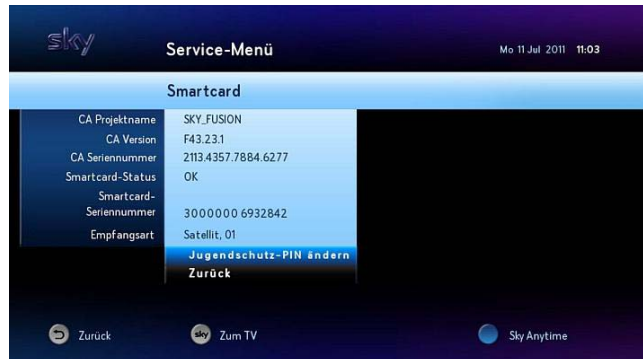 sky
Service-Menü
Mo 11 Jul 2011 11:03
Smartcard
CA Projektname SKY_FUSION
CA Version F43.23.1
CA Seriennummer 2113.4357.7884.6277
Smartcard-Status OK
Smartcard-
Seriennummer 3000000 6932842
Empfangsart Satellit, 01
Jugendschutz-PIN ändern
Zurück
Zurück
sky Zum TV
Sky Anytime